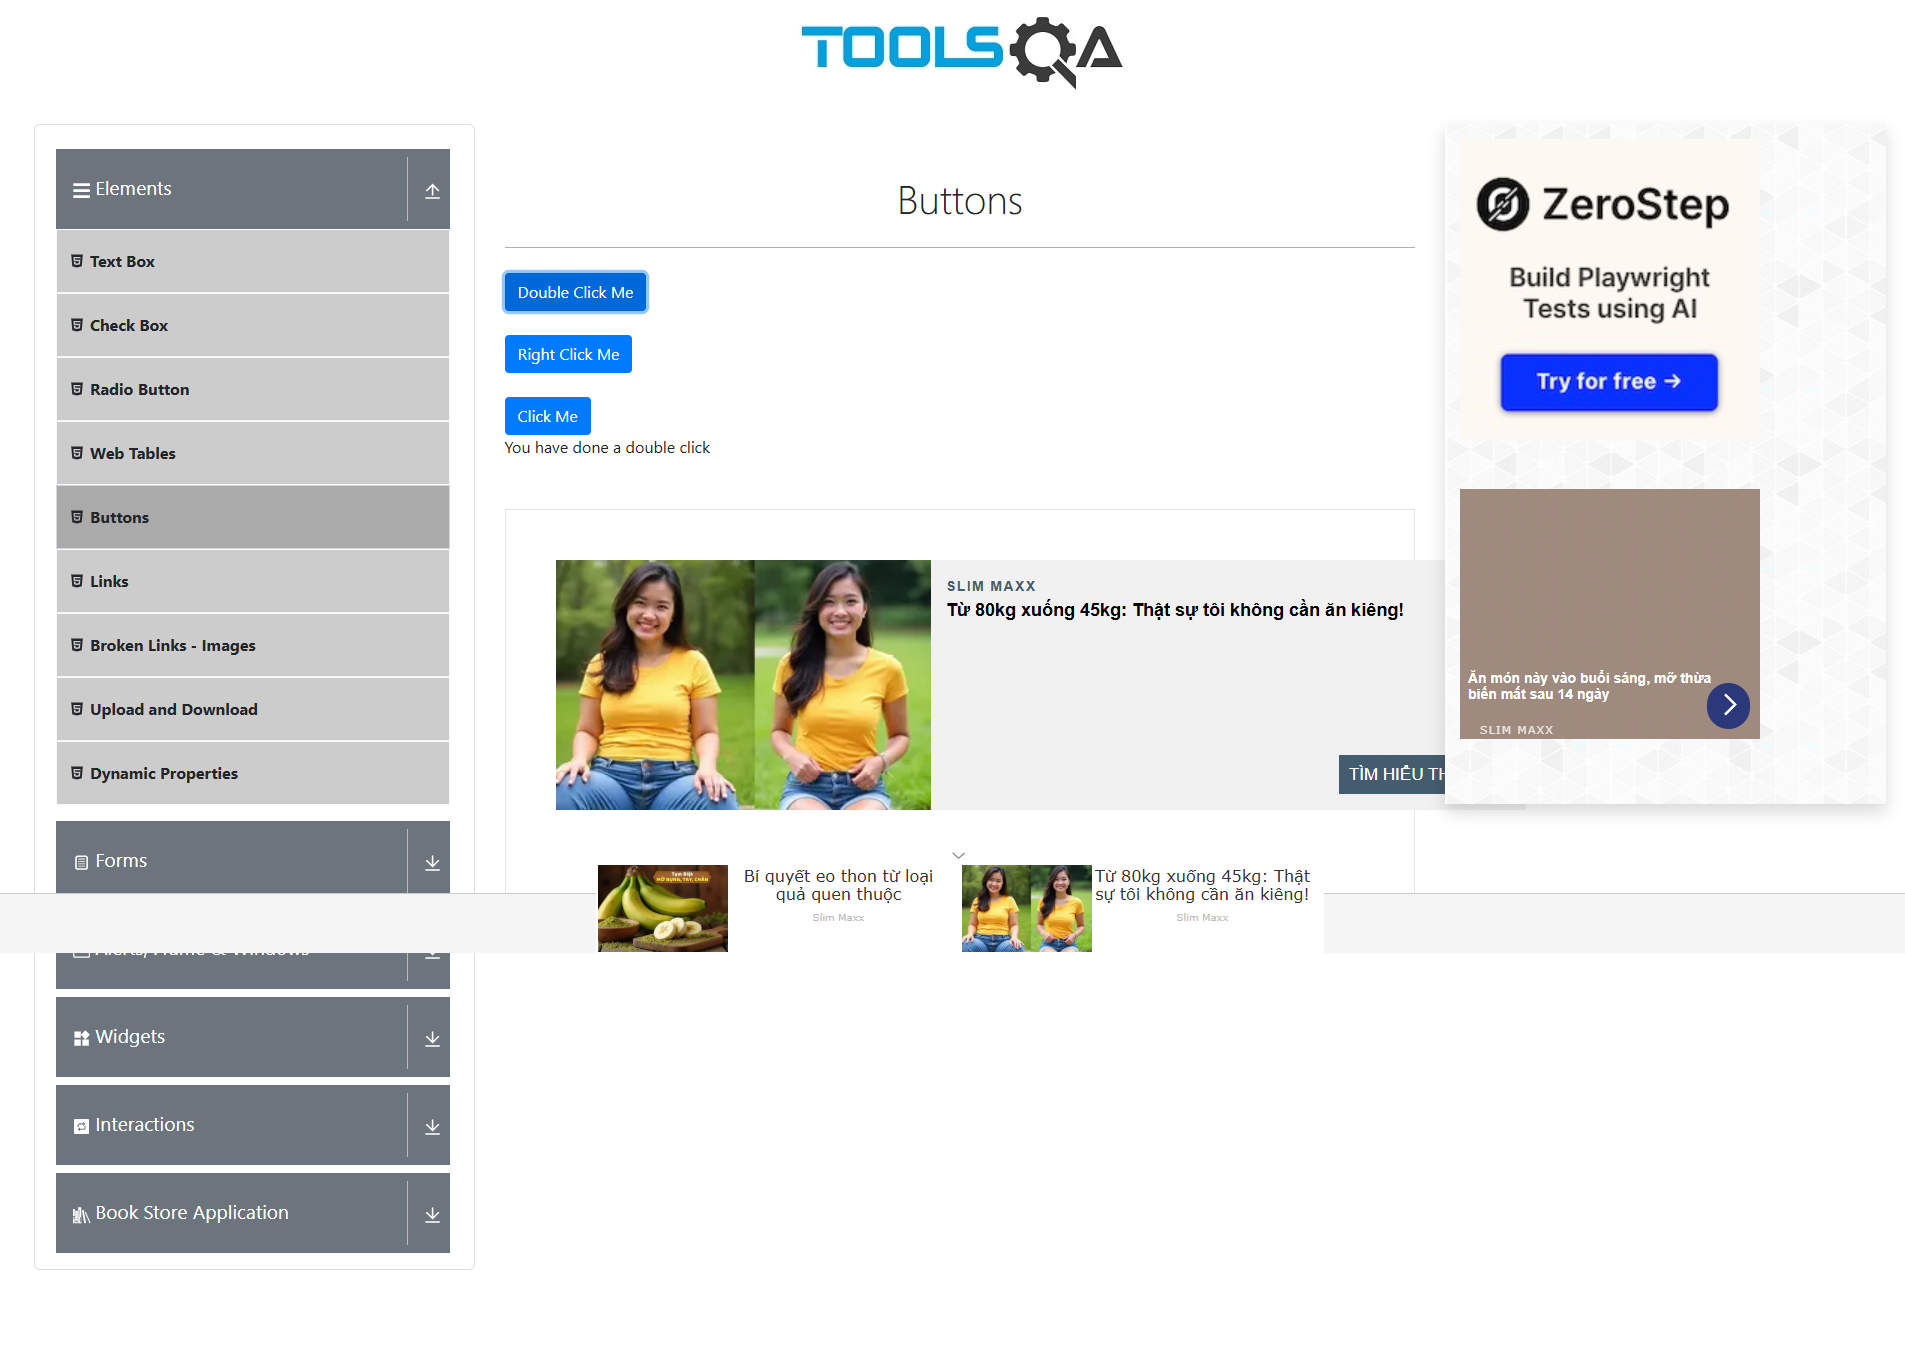 TOOLSQA
Elements
Text Box
Check Box
Radio Button
Web Tables
Buttons
Links
Broken Links - Images
Upload and Download
Dynamic Properties
Forms
Alerts, Frame & Windows
Widgets
Interactions
Book Store Application
Buttons
Double Click Me
Right Click Me
Click Me
You have done a double click
SLIM MAXX
Từ 80kg xuống 45kg: Thật sự tôi không cần ăn kiêng!
TÌM HIỂU TH
Bí quyết eo thon từ loại
quả quen thuộc
Slim Maxx
Từ 80kg xuống 45kg: Thật
sự tôi không cần ăn kiêng!
Slim Maxx
ZeroStep
Build Playwright
Tests using AI
Try for free →
Ăn món này vào buổi sáng, mỡ thừa
biến mất sau 14 ngày
SLIM MAXX